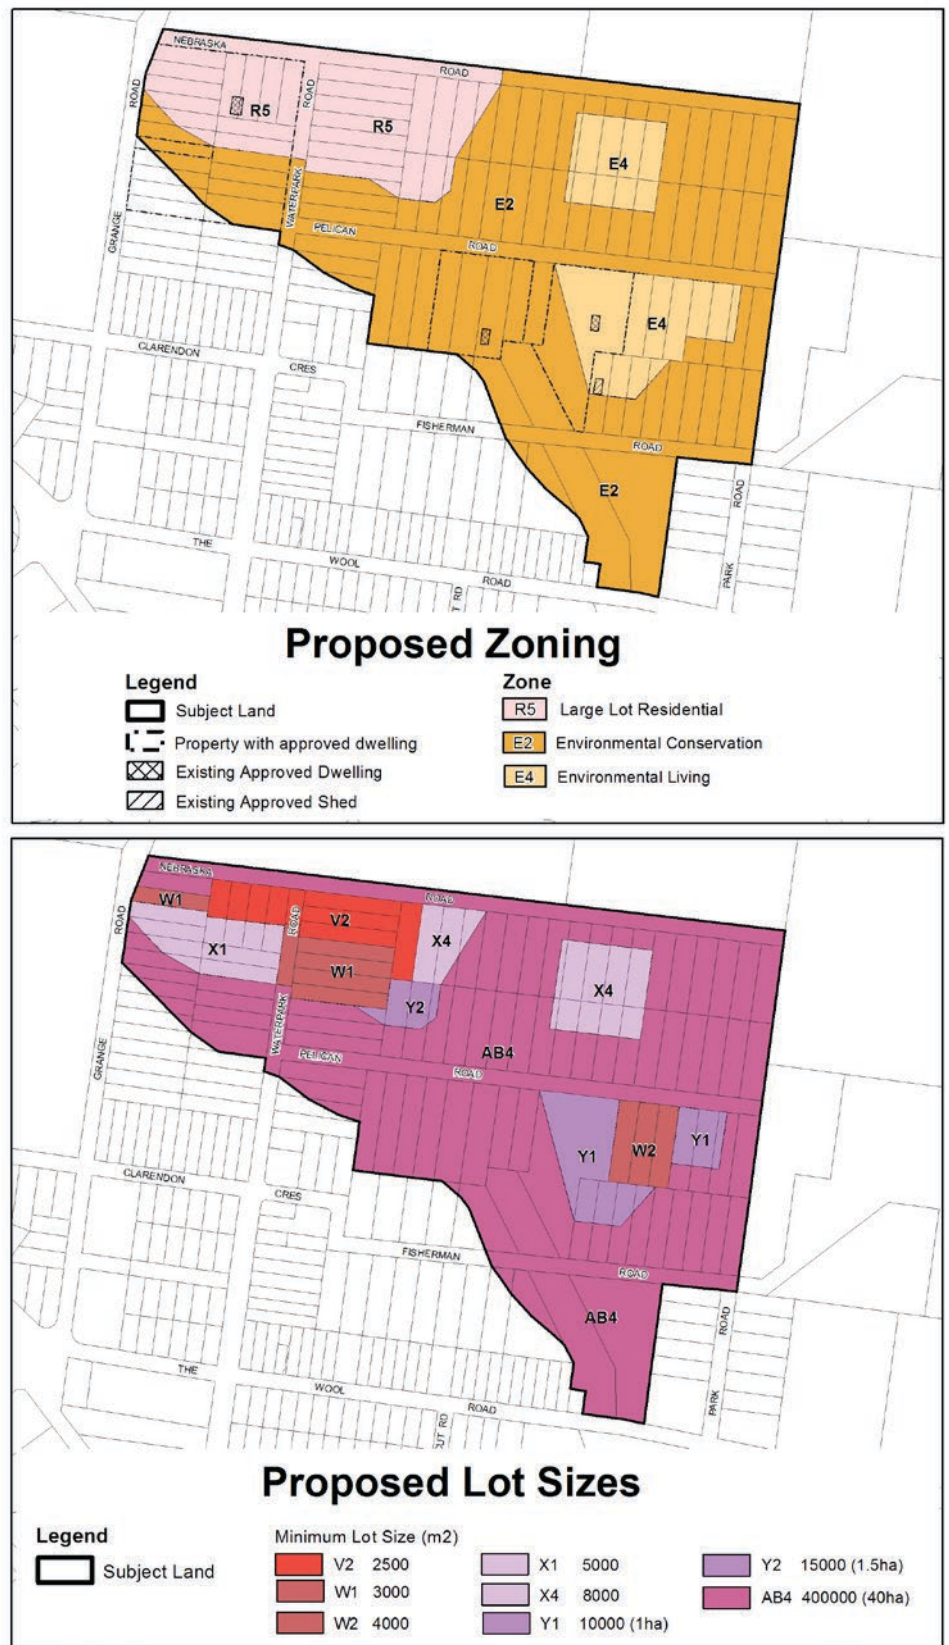 NEBRASKA
ROAD
ROAD
ROAD
R5
R5
E4
E2
WATERPARK
GRANGE
PELICAN
ROAD
E4
CLARENDON
CRES
FISHERMAN
ROAD
E2
ROAD
PARK
THE
WOOL
ROAD
T RD
Proposed Zoning
Legend
Subject Land
Property with approved dwelling
Existing Approved Dwelling
Existing Approved Shed
Zone
R5 Large Lot Residential
E2 Environmental Conservation
E4 Environmental Living
NEBRASKA
ROAD
ROAD
ROAD
W1
V2
X1
X4
W1
X4
Y2
WATERPARK
AB4
GRANGE
PELICAN
ROAD
Y1
W2
Y1
CLARENDON
CRES
FISHERMAN
ROAD
AB4
ROAD
PARK
THE
WOOL
ROAD
UT RD
Proposed Lot Sizes
Legend
Subject Land
Minimum Lot Size (m2)
V2 2500
W1 3000
W2 4000
X1 5000
X4 8000
Y1 10000 (1ha)
Y2 15000 (1.5ha)
AB4 400000 (40ha)